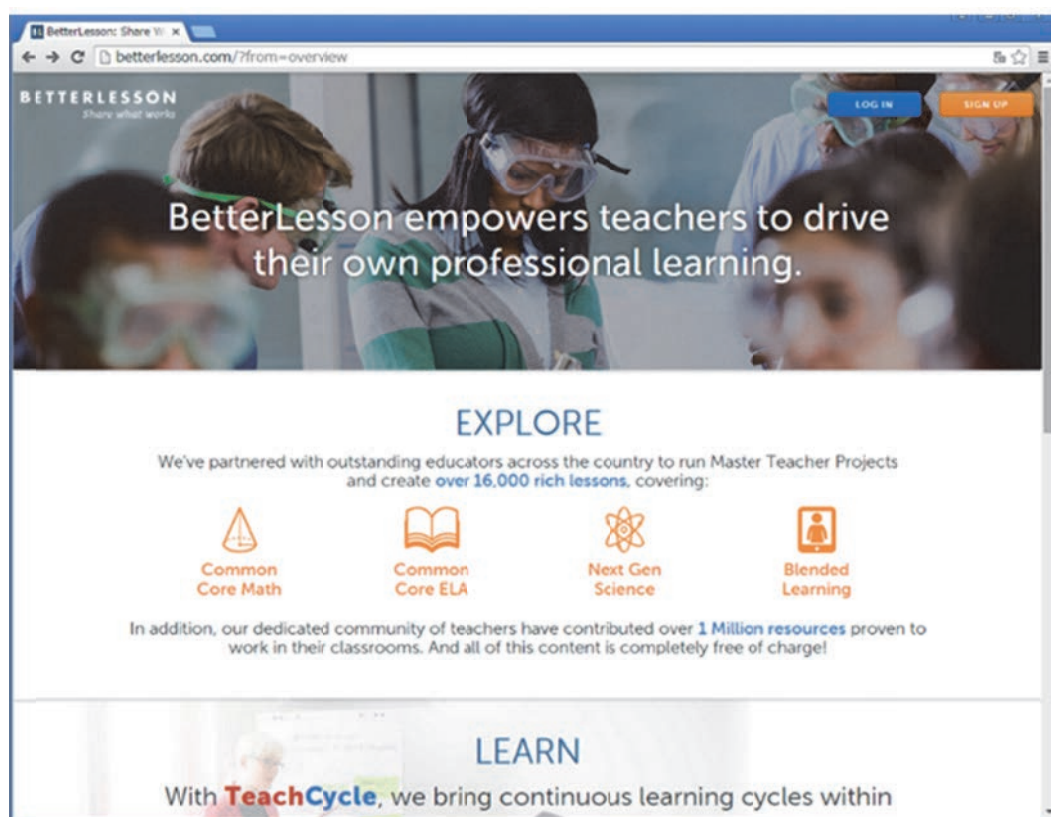 BetterLesson: Share W
betterlesson.com/?from=overview
BETTERLESSON
Share what works
LOG IN
SIGN UP
BetterLesson empowers teachers to drive
their own professional learning.
EXPLORE
We've partnered with outstanding educators across the country to run Master Teacher Projects
and create over 16,000 rich lessons, covering:
Common
Core Math
Common
Core ELA
Next Gen
Science
Blended
Learning
In addition, our dedicated community of teachers have contributed over 1 Million resources proven to
work in their classrooms. And all of this content is completely free of charge!
LEARN
With TeachCycle, we bring continuous learning cycles within